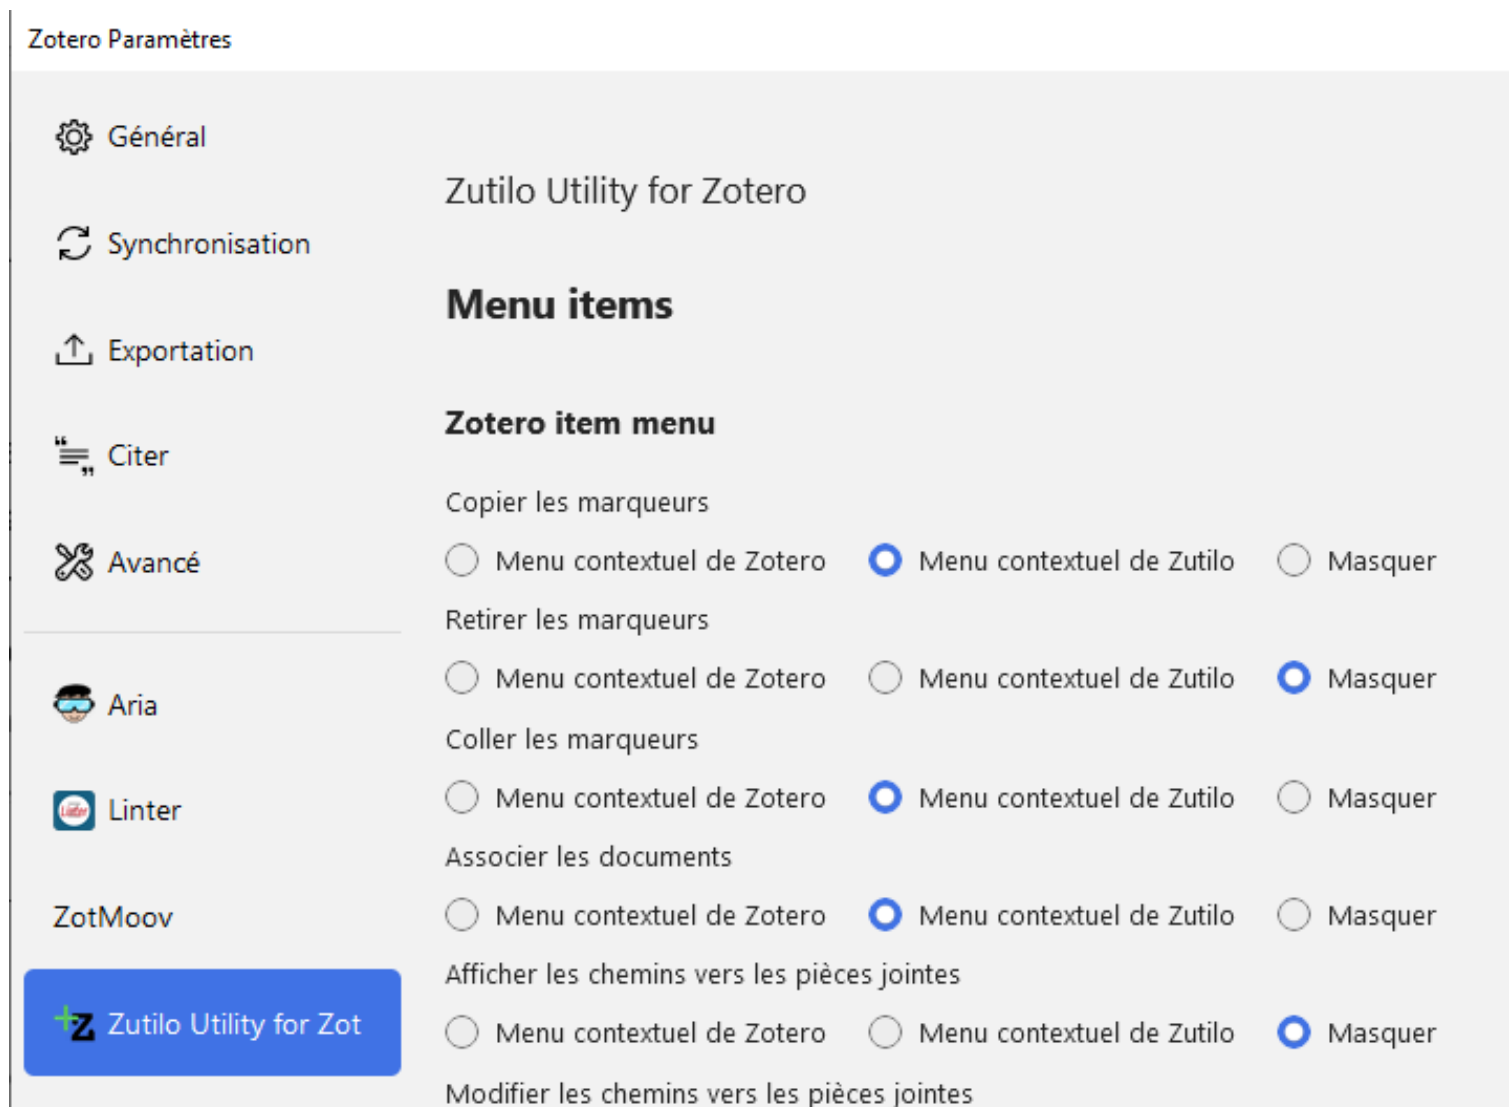 Zotero Paramètres
Général
Synchronisation
Exportation
Citer
Avancé
Aria
Linter
ZotMoov
Zutilo Utility for Zot
Zutilo Utility for Zotero
Menu items
Zotero item menu
Copier les marqueurs
Menu contextuel de Zotero Menu contextuel de Zutilo Masquer
Retirer les marqueurs
Menu contextuel de Zotero Menu contextuel de Zutilo Masquer
Coller les marqueurs
Menu contextuel de Zotero Menu contextuel de Zutilo Masquer
Associer les documents
Menu contextuel de Zotero Menu contextuel de Zutilo Masquer
Afficher les chemins vers les pièces jointes
Menu contextuel de Zotero Menu contextuel de Zutilo Masquer
Modifier les chemins vers les pièces jointes